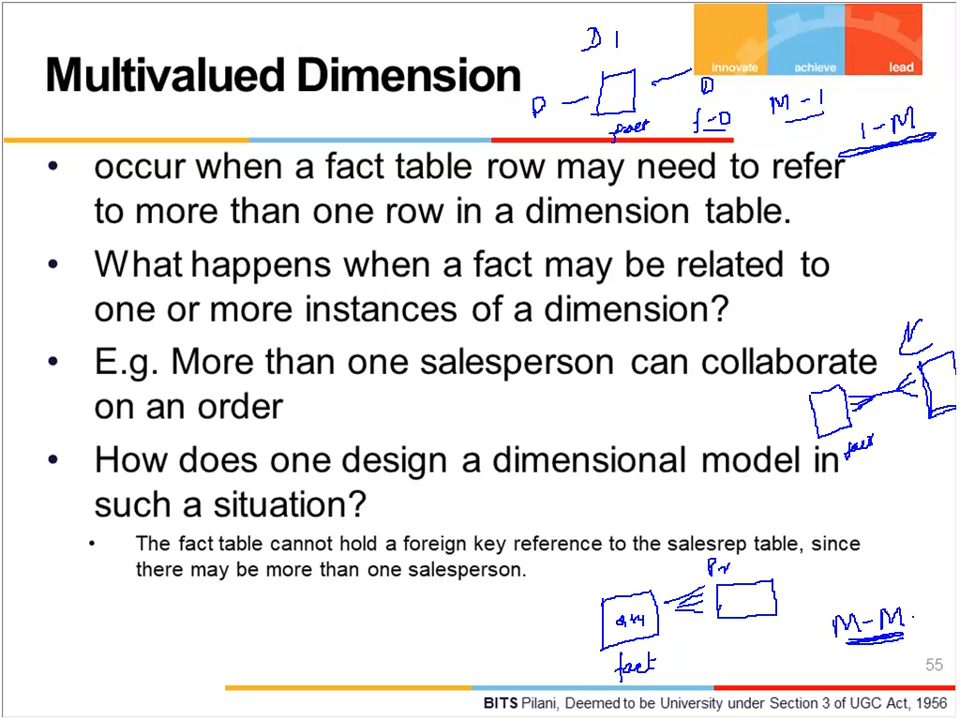 Multivalued Dimension
D 1
D
D
fact
f-D
M-1
1-M
innovate achieve lead
• occur when a fact table row may need to refer
to more than one row in a dimension table.
• What happens when a fact may be related to
one or more instances of a dimension?
• E.g. More than one salesperson can collaborate
on an order
• How does one design a dimensional model in
such a situation?
fact
• The fact table cannot hold a foreign key reference to the salesrep table, since
there may be more than one salesperson.
fact
M-M
55
BITS Pilani, Deemed to be University under Section 3 of UGC Act, 1956